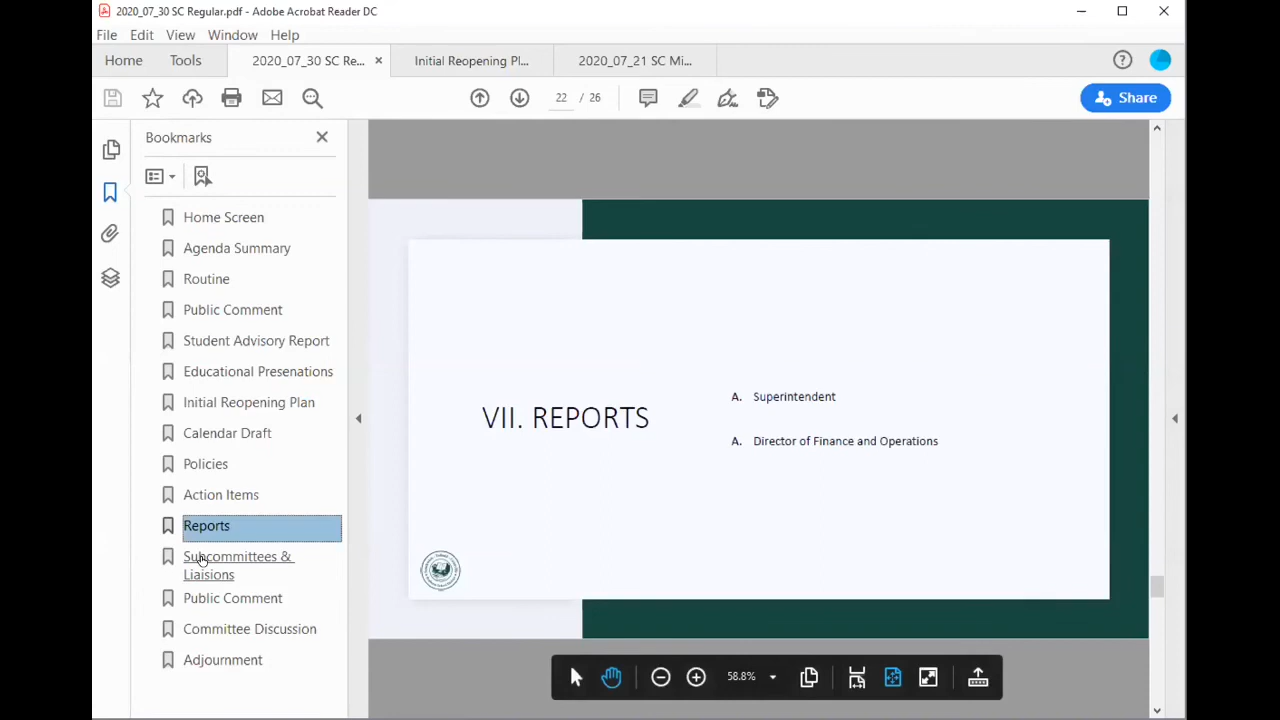 2020_07_30 SC Regular.pdf - Adobe Acrobat Reader DC
File Edit View Window Help
Home Tools 2020_07_30 SC Re... × Initial Reopening Pl... 2020_07_21 SC Mi...
22 / 26
Share
Bookmarks
Home Screen
Agenda Summary
Routine
Public Comment
Student Advisory Report
Educational Presenations
Initial Reopening Plan
Calendar Draft
Policies
Action Items
Reports
Subcommittees &
Liaisions
Public Comment
Committee Discussion
Adjournment
VII. REPORTS
A. Superintendent
A. Director of Finance and Operations
58.8%